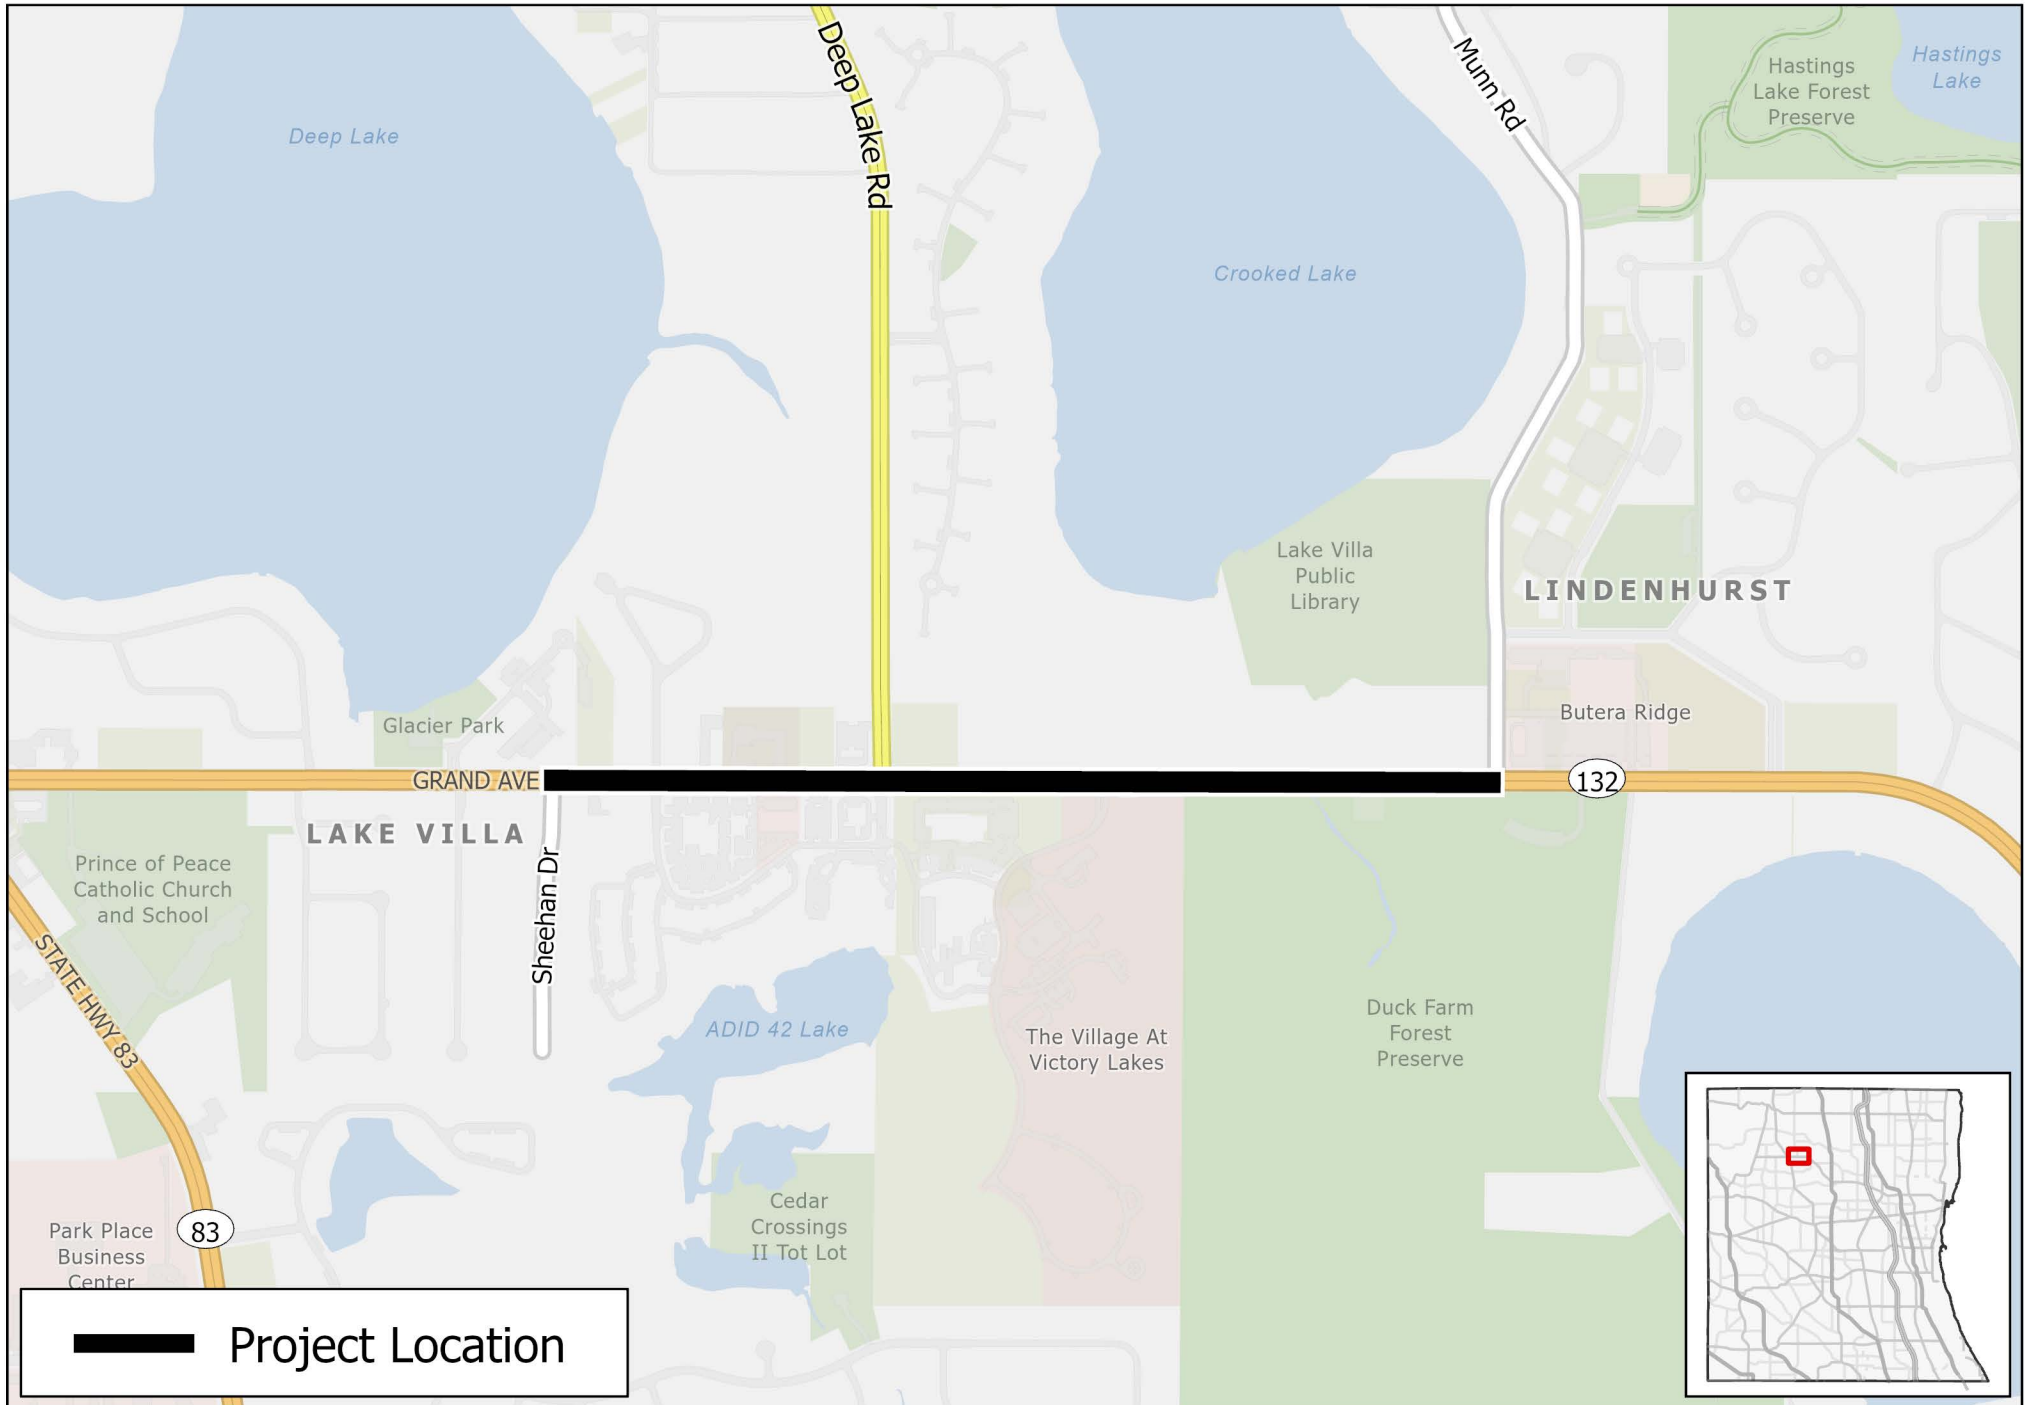 Deep Lake Rd
Munn Rd
Hastings
Lake Forest
Preserve
Hastings
Lake
Deep Lake
Crooked Lake
Lake Villa
Public
Library
LINDENHURST
Glacier Park
Butera Ridge
GRAND AVE
132
LAKE VILLA
Prince of Peace
Catholic Church
and School
Sheehan Dr
STATE HWY 83
ADID 42 Lake
The Village At
Victory Lakes
Duck Farm
Forest
Preserve
Cedar
Crossings
II Tot Lot
Park Place
Business
Center
83
Project Location